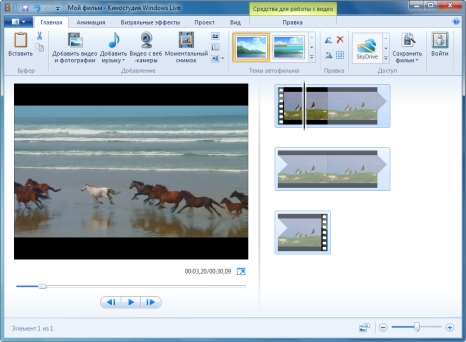 Мой фильм - Киностудия Windows Live
Средства для работы с видео
Главная Анимация Визуальные эффекты Проект Вид Правка
Вставить
Добавить видео и фотографии
Добавить музыку
Видео с веб-камеры
Моментальный снимок
SkyDrive
Сохранить фильм
Войти
Буфер Добавление Темы автофильма Правка Доступ
00:03,20/00:30,09
Элемент 1 из 1